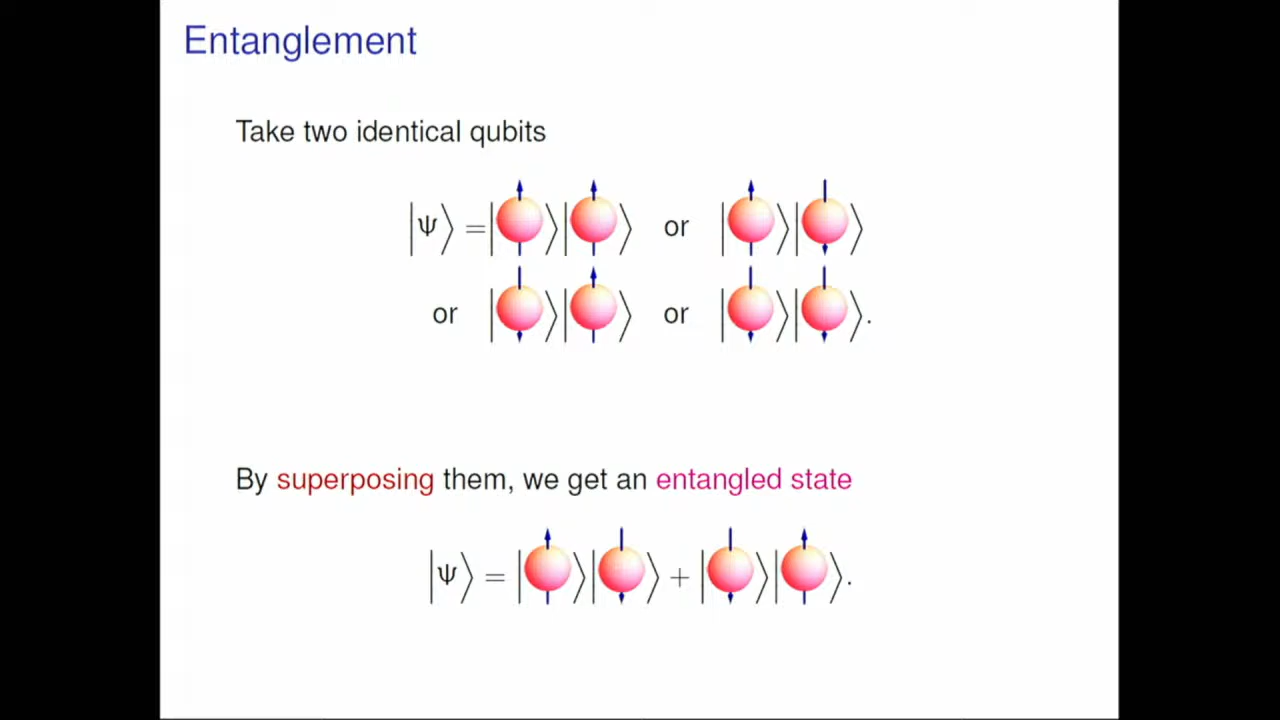 Entanglement
Take two identical qubits
|ψ⟩ =| ⟩| ⟩ or | ⟩| ⟩
or | ⟩| ⟩ or | ⟩| ⟩.
By superposing them, we get an entangled state
|ψ⟩ = | ⟩| ⟩ + | ⟩| ⟩.